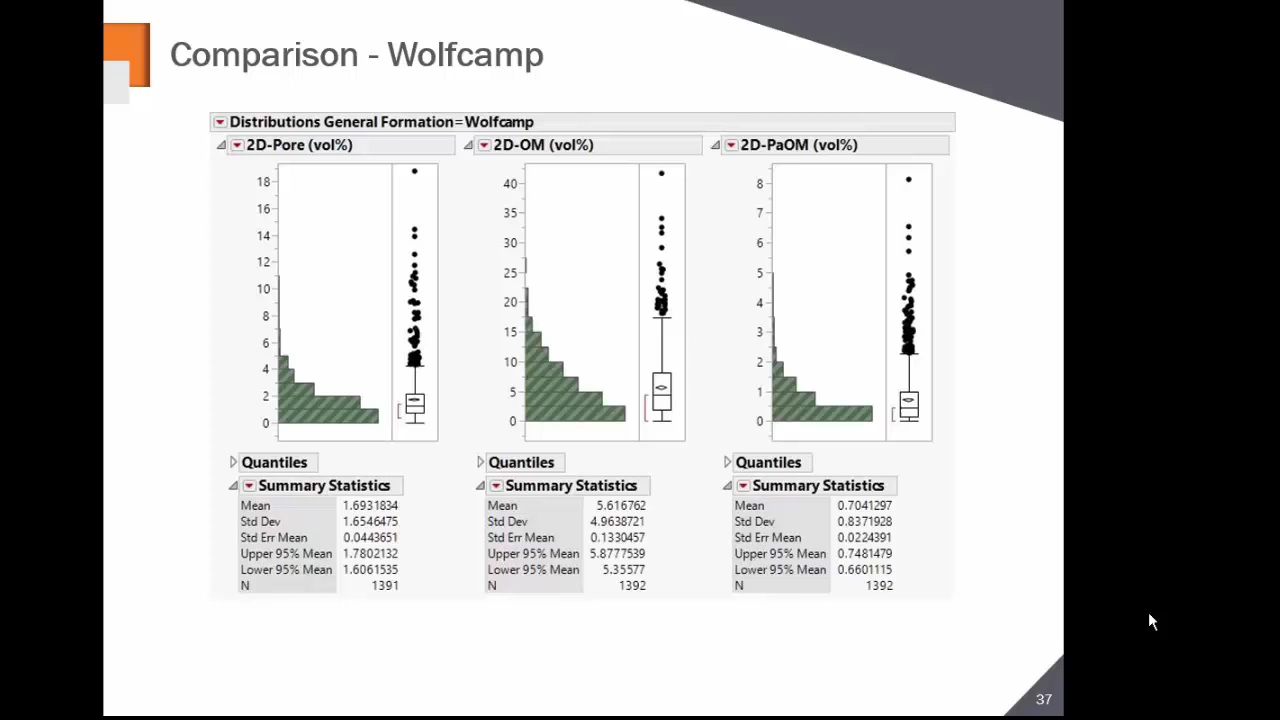 Comparison - Wolfcamp
Distributions General Formation=Wolfcamp
2D-Pore (vol%)
18
16
14
12
10
8
6
4
2
0
Quantiles
Summary Statistics
Mean 1.6931834
Std Dev 1.6546475
Std Err Mean 0.0443651
Upper 95% Mean 1.7802132
Lower 95% Mean 1.6061535
N 1391
2D-OM (vol%)
40
35
30
25
20
15
10
5
0
Quantiles
Summary Statistics
Mean 5.616762
Std Dev 4.9638721
Std Err Mean 0.1330457
Upper 95% Mean 5.8777539
Lower 95% Mean 5.35577
N 1392
2D-PaOM (vol%)
8
7
6
5
4
3
2
1
0
Quantiles
Summary Statistics
Mean 0.7041297
Std Dev 0.8371928
Std Err Mean 0.0224391
Upper 95% Mean 0.7481479
Lower 95% Mean 0.6601115
N 1392
37